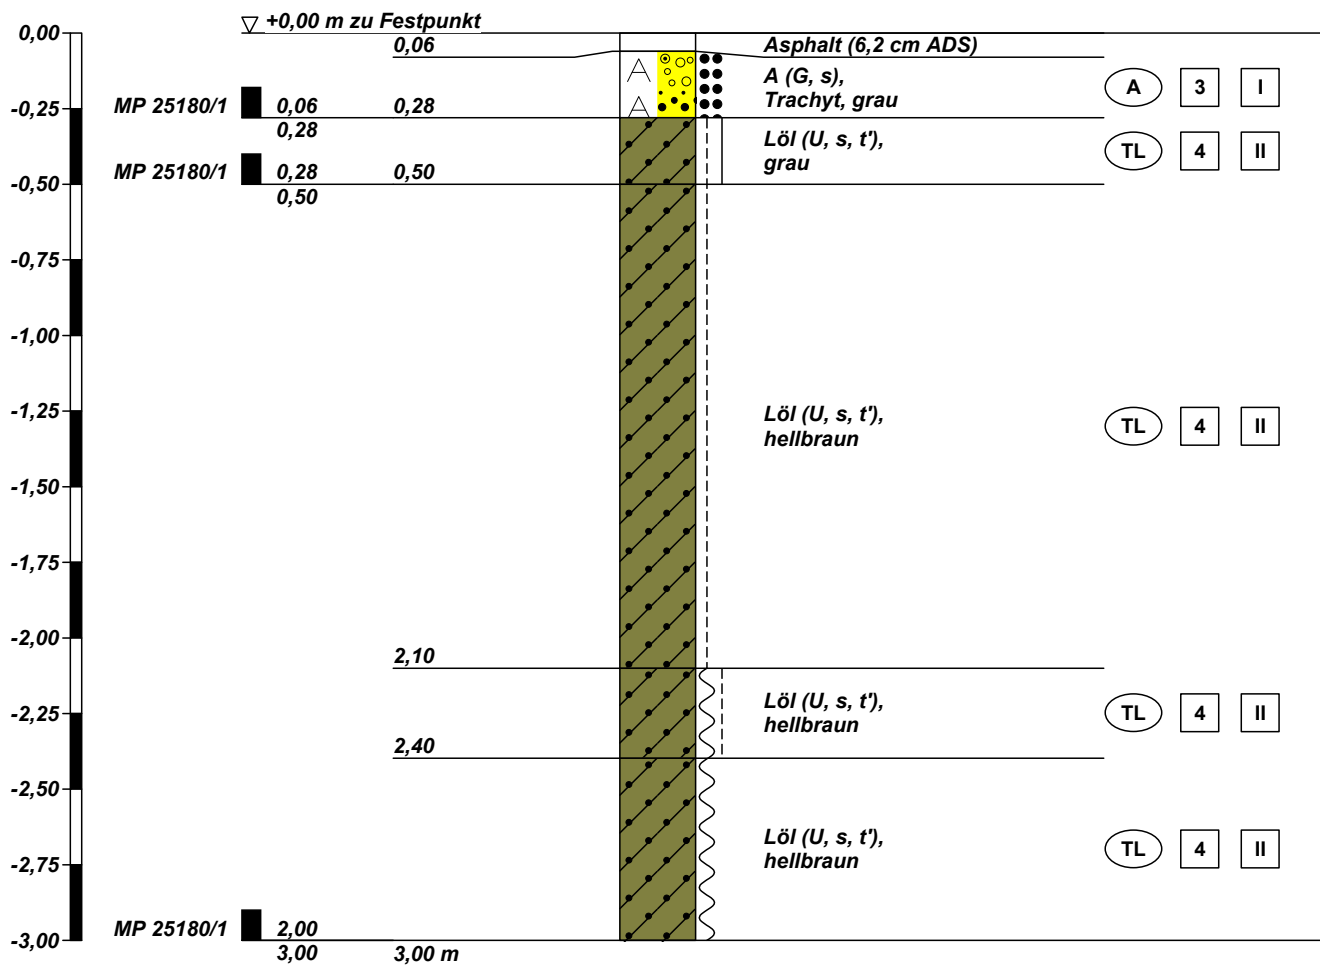 +0,00 m zu Festpunkt
0,00
0,06
Asphalt (6,2 cm ADS)
A (G, s),
Trachyt, grau
A 3 I
A
A
-0,25
MP 25180/1 0,06 0,28
0,28
Löl (U, s, t'),
grau
TL 4 II
MP 25180/1 0,28 0,50
-0,50
0,50
-0,75
-1,00
-1,25
Löl (U, s, t'),
hellbraun
TL 4 II
-1,50
-1,75
-2,00
2,10
-2,25
Löl (U, s, t'),
hellbraun
TL 4 II
2,40
-2,50
-2,75
Löl (U, s, t'),
hellbraun
TL 4 II
MP 25180/1 2,00
-3,00
3,00 3,00 m